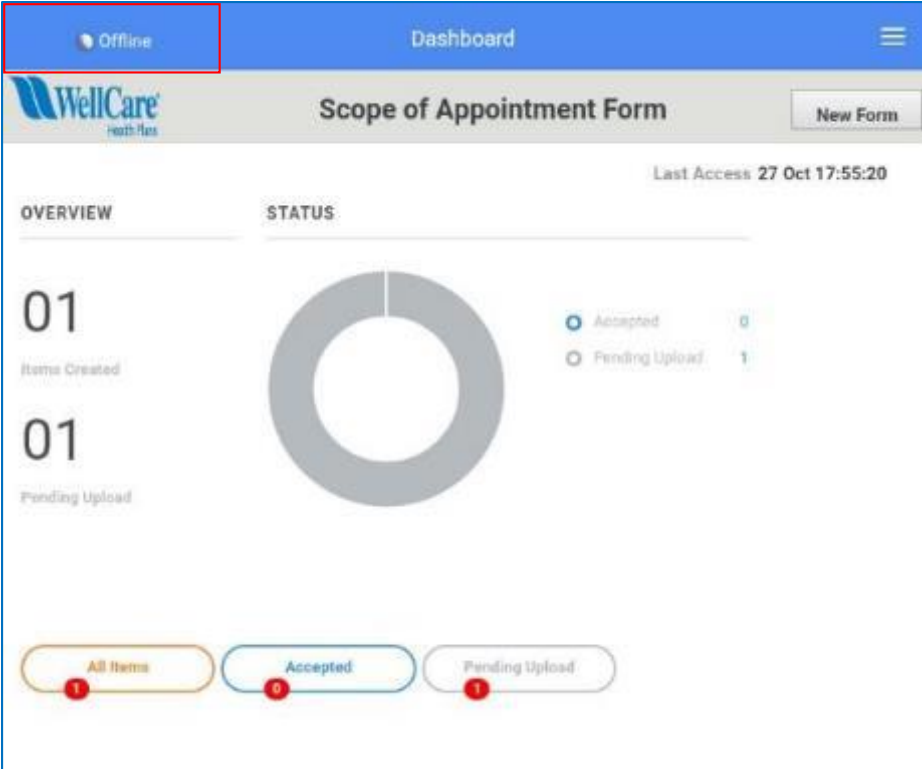 Offline
Dashboard
WellCare
Health Plans
Scope of Appointment Form
New Form
Last Access 27 Oct 17:55:20
OVERVIEW
STATUS
01
Items Created
01
Pending Upload
Accepted 0
Pending Upload 1
All Items
1
Accepted
0
Pending Upload
1